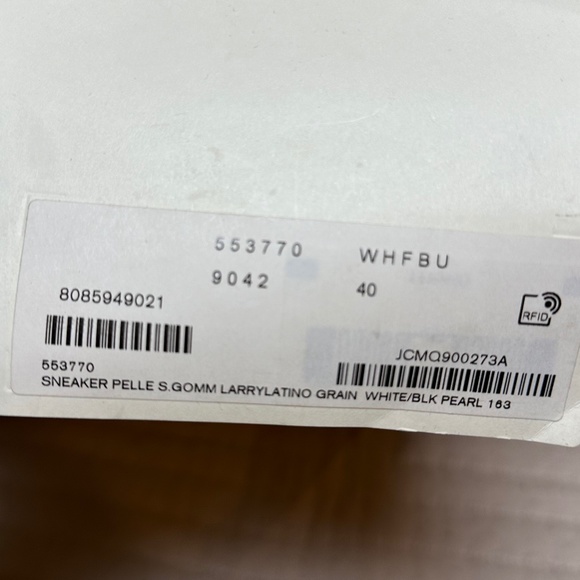 553770 WHFBU
9042 40
8085949021
RFID
JCMQ900273A
553770
SNEAKER PELLE S.GOMM LARRYLATINO GRAIN WHITE/BLK PEARL 163